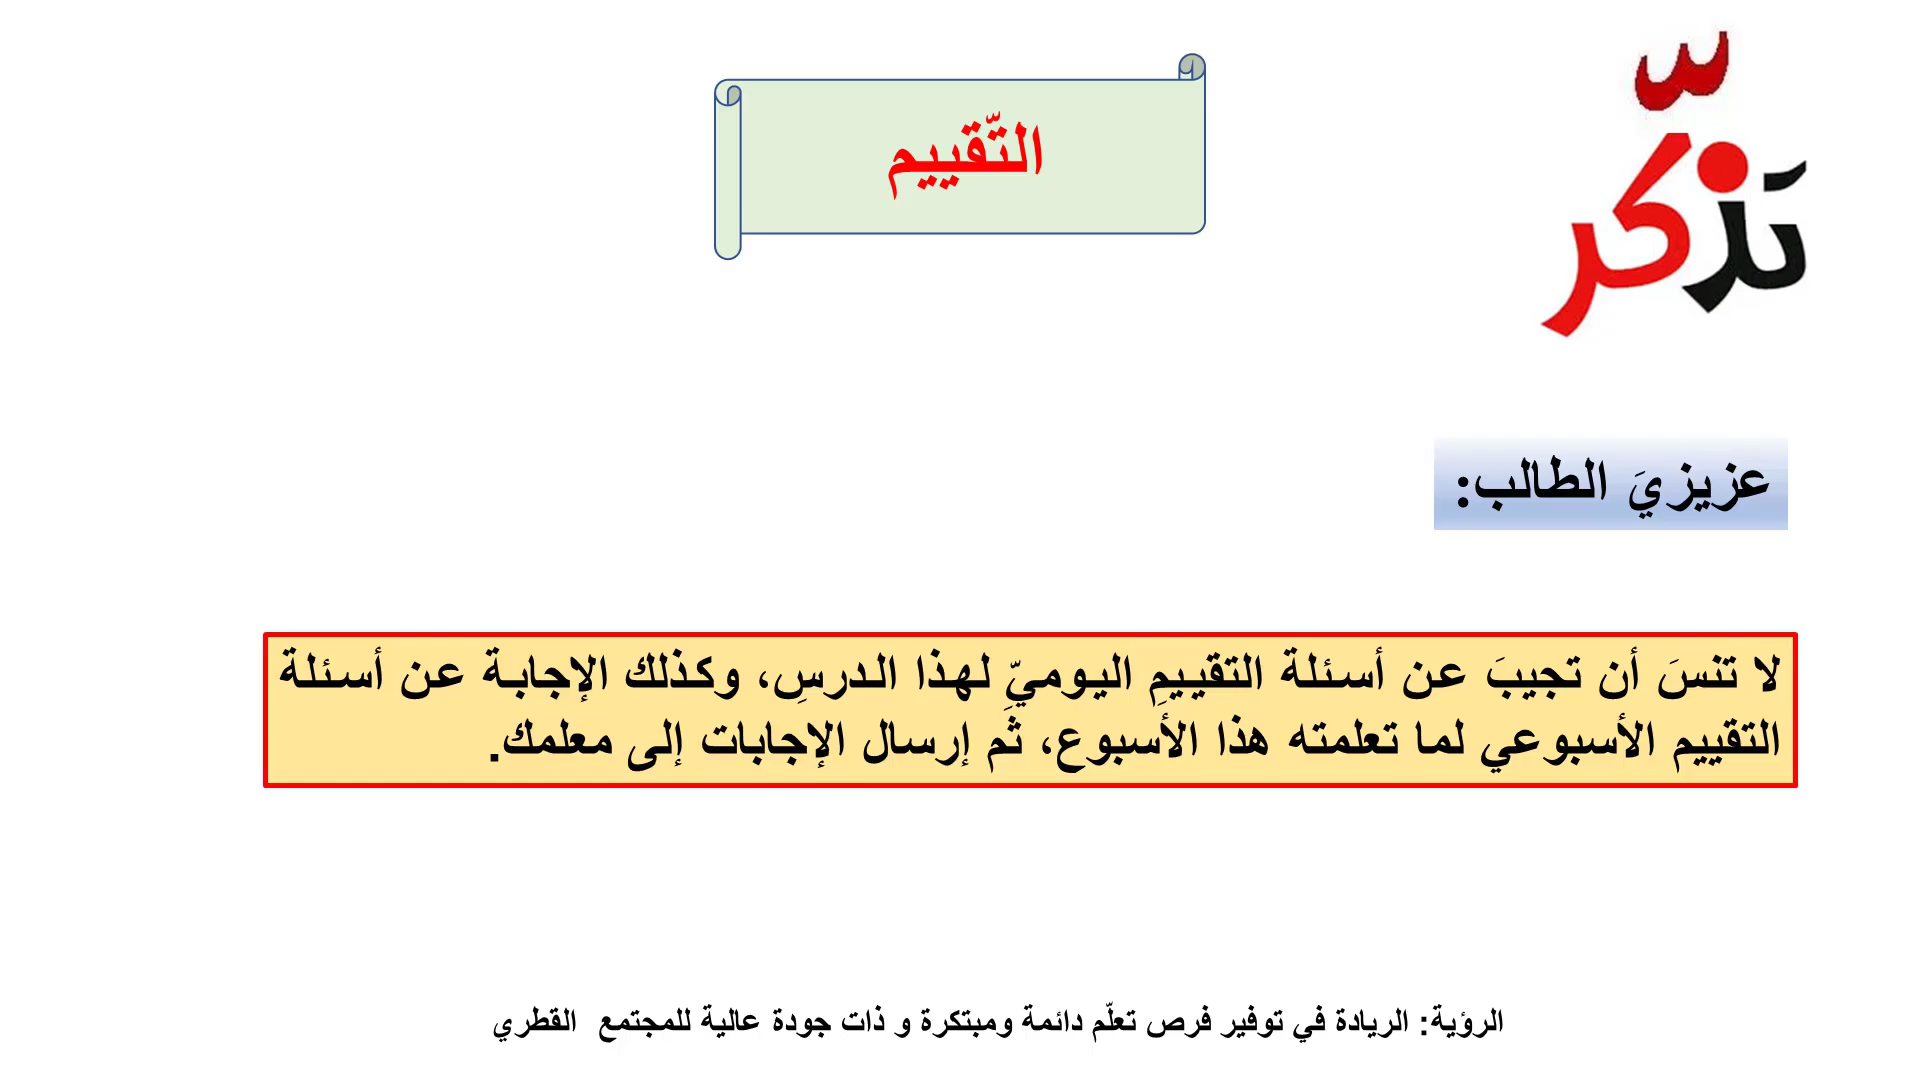 تذكر
التّقييم
عزيزيَ الطالب:
لا تنسَ أن تجيبَ عن أسئلة التقييمِ اليوميِّ لهذا الدرسِ، وكذلك الإجابة عن أسئلة
التقييم الأسبوعي لما تعلمته هذا الأسبوع، ثَم إرسال الإجابات إلى معلمك.
الرؤية: الريادة في توفير فرص تعلّم دائمة ومبتكرة و ذات جودة عالية للمجتمع القطري